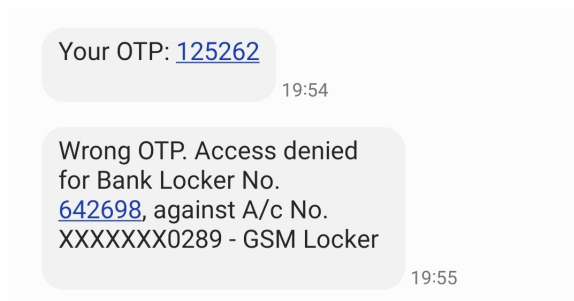 Your OTP: 125262
19:54
Wrong OTP. Access denied
for Bank Locker No.
642698, against A/c No.
XXXXXXX0289 - GSM Locker
19:55